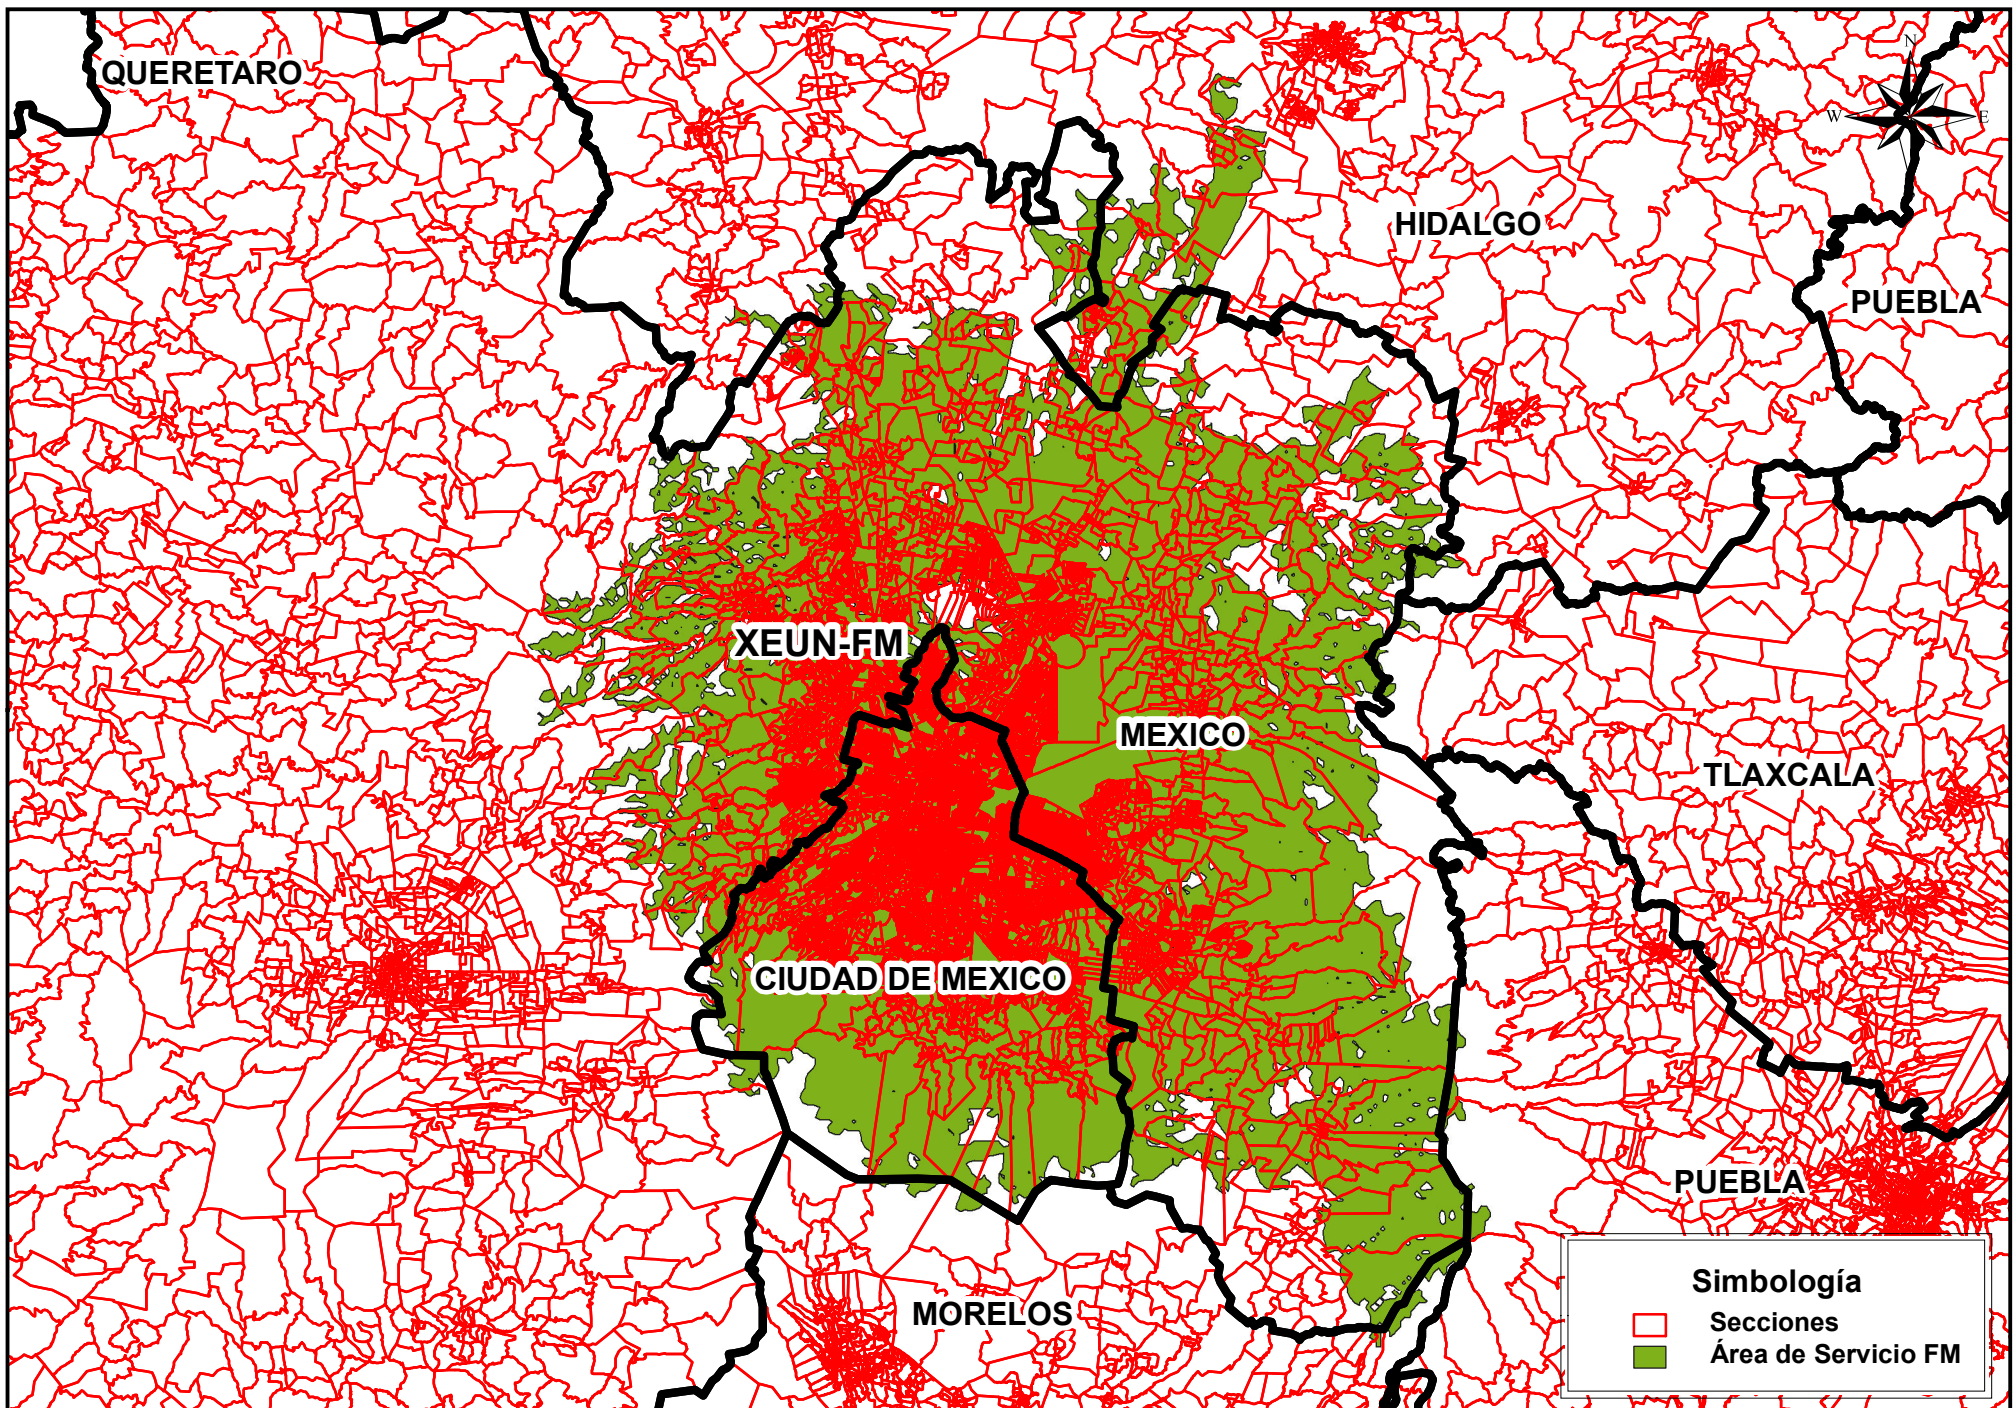 QUERETARO
N
W
E
HIDALGO
PUEBLA
XEUN-FM
MEXICO
TLAXCALA
CIUDAD DE MEXICO
PUEBLA
MORELOS
Simbología
Secciones
Área de Servicio FM